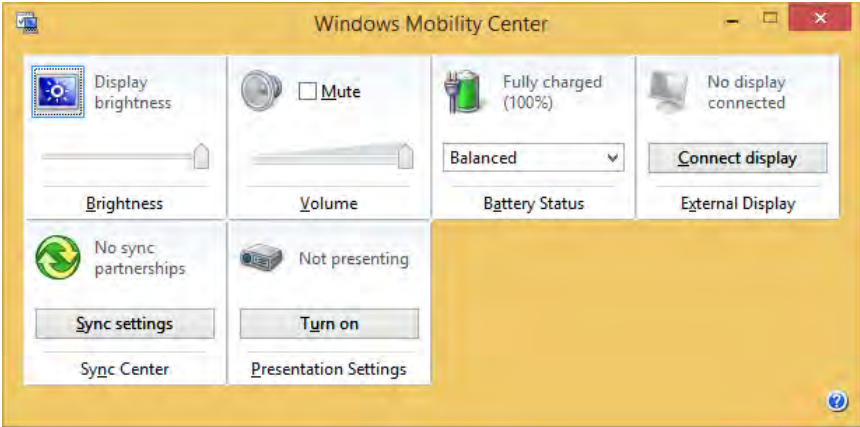 Windows Mobility Center
Display
brightness
Brightness
Mute
Volume
Fully charged
(100%)
Balanced
Battery Status
No display
connected
Connect display
External Display
No sync
partnerships
Sync settings
Sync Center
Not presenting
Turn on
Presentation Settings
?